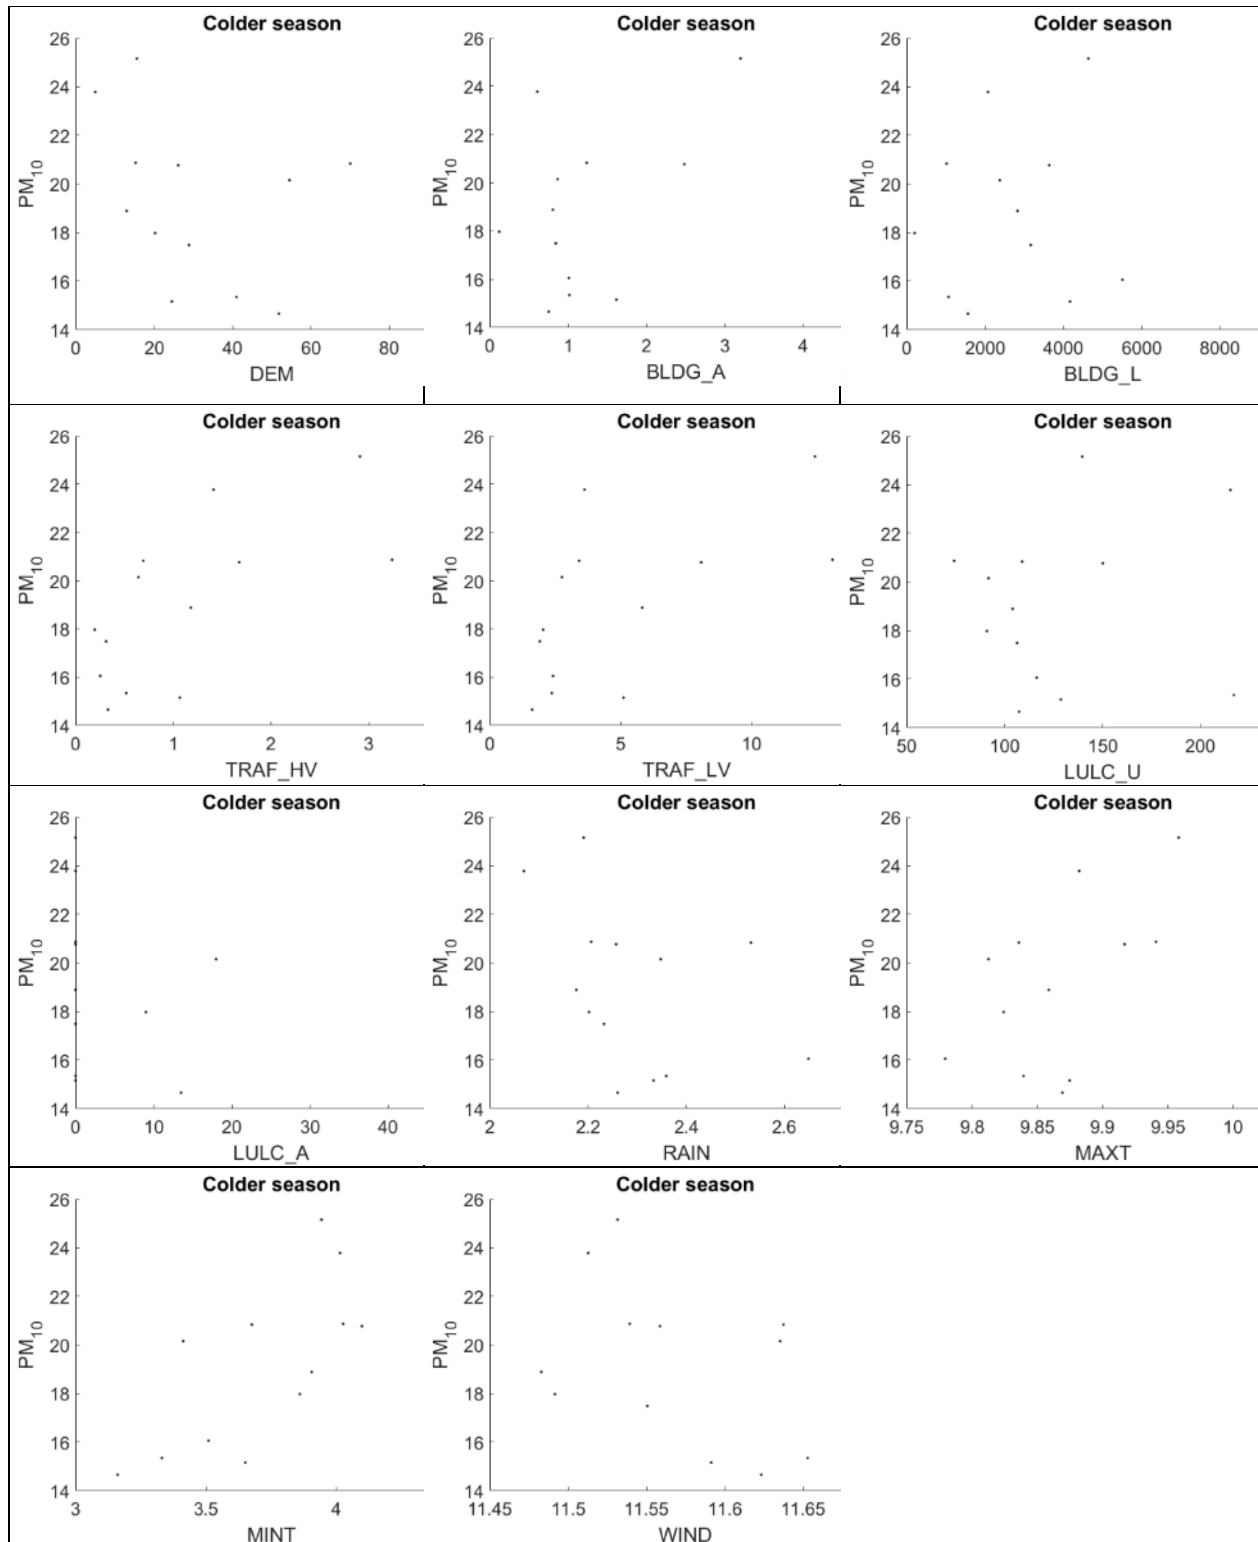 Colder season
26
24
22
20
18
16
14
PM10
0 20 40 60 80
DEM
Colder season
26
24
22
20
18
16
14
PM10
0 1 2 3 4
BLDG_A
Colder season
26
24
22
20
18
16
14
PM10
0 2000 4000 6000 8000
BLDG_L
Colder season
26
24
22
20
18
16
14
PM10
0 1 2 3
TRAF_HV
Colder season
26
24
22
20
18
16
14
PM10
0 5 10
TRAF_LV
Colder season
26
24
22
20
18
16
14
PM10
50 100 150 200
LULC_U
Colder season
26
24
22
20
18
16
14
PM10
0 10 20 30 40
LULC_A
Colder season
26
24
22
20
18
16
14
PM10
2 2.2 2.4 2.6
RAIN
Colder season
26
24
22
20
18
16
14
PM10
9.75 9.8 9.85 9.9 9.95 10
MAXT
Colder season
26
24
22
20
18
16
14
PM10
3 3.5 4
MINT
Colder season
26
24
22
20
18
16
14
PM10
11.45 11.5 11.55 11.6 11.65
WIND